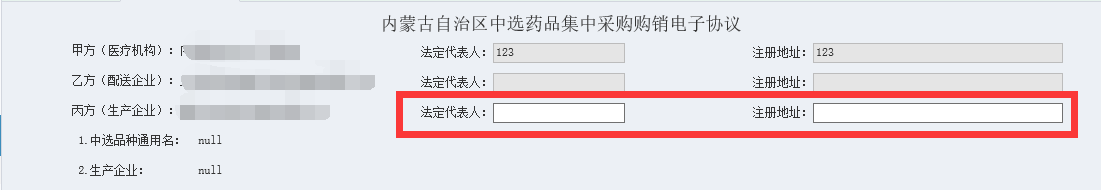 内蒙古自治区中选药品集中采购购销电子协议
甲方（医疗机构）： 法定代表人： 123 注册地址： 123
乙方（配送企业）： 法定代表人： 注册地址：
丙方（生产企业）： 法定代表人： 注册地址：
1.中选品种通用名： null
2.生产企业： null